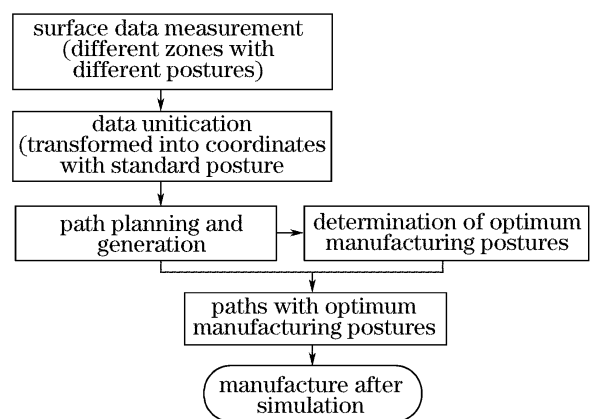 surface data measurement
(different zones with
different postures)
data unitication
(transformed into coordinates
with standard posture
path planning and
generation
determination of optimum
manufacturing postures
paths with optimum
manufacturing postures
manufacture after
simulation